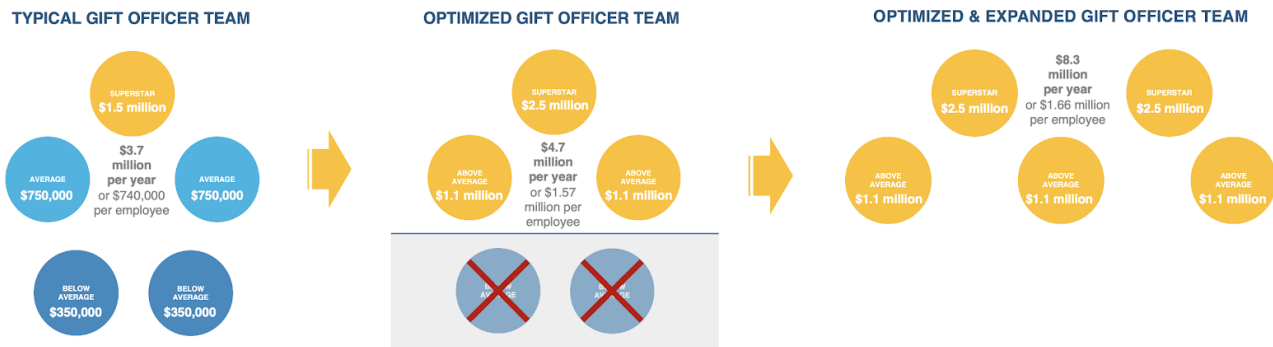 TYPICAL GIFT OFFICER TEAM
SUPERSTAR
$1.5 million
AVERAGE
$750,000
$3.7
million
per year
or $740,000
per employee
AVERAGE
$750,000
BELOW
AVERAGE
$350,000
BELOW
AVERAGE
$350,000
OPTIMIZED GIFT OFFICER TEAM
SUPERSTAR
$2.5 million
ABOVE
AVERAGE
$1.1 million
$4.7
million
per year
or $1.57
million per
employee
ABOVE
AVERAGE
$1.1 million
OPTIMIZED & EXPANDED GIFT OFFICER TEAM
SUPERSTAR
$2.5 million
$8.3
million
per year
or $1.66 million
per employee
SUPERSTAR
$2.5 million
ABOVE
AVERAGE
$1.1 million
ABOVE
AVERAGE
$1.1 million
ABOVE
AVERAGE
$1.1 million